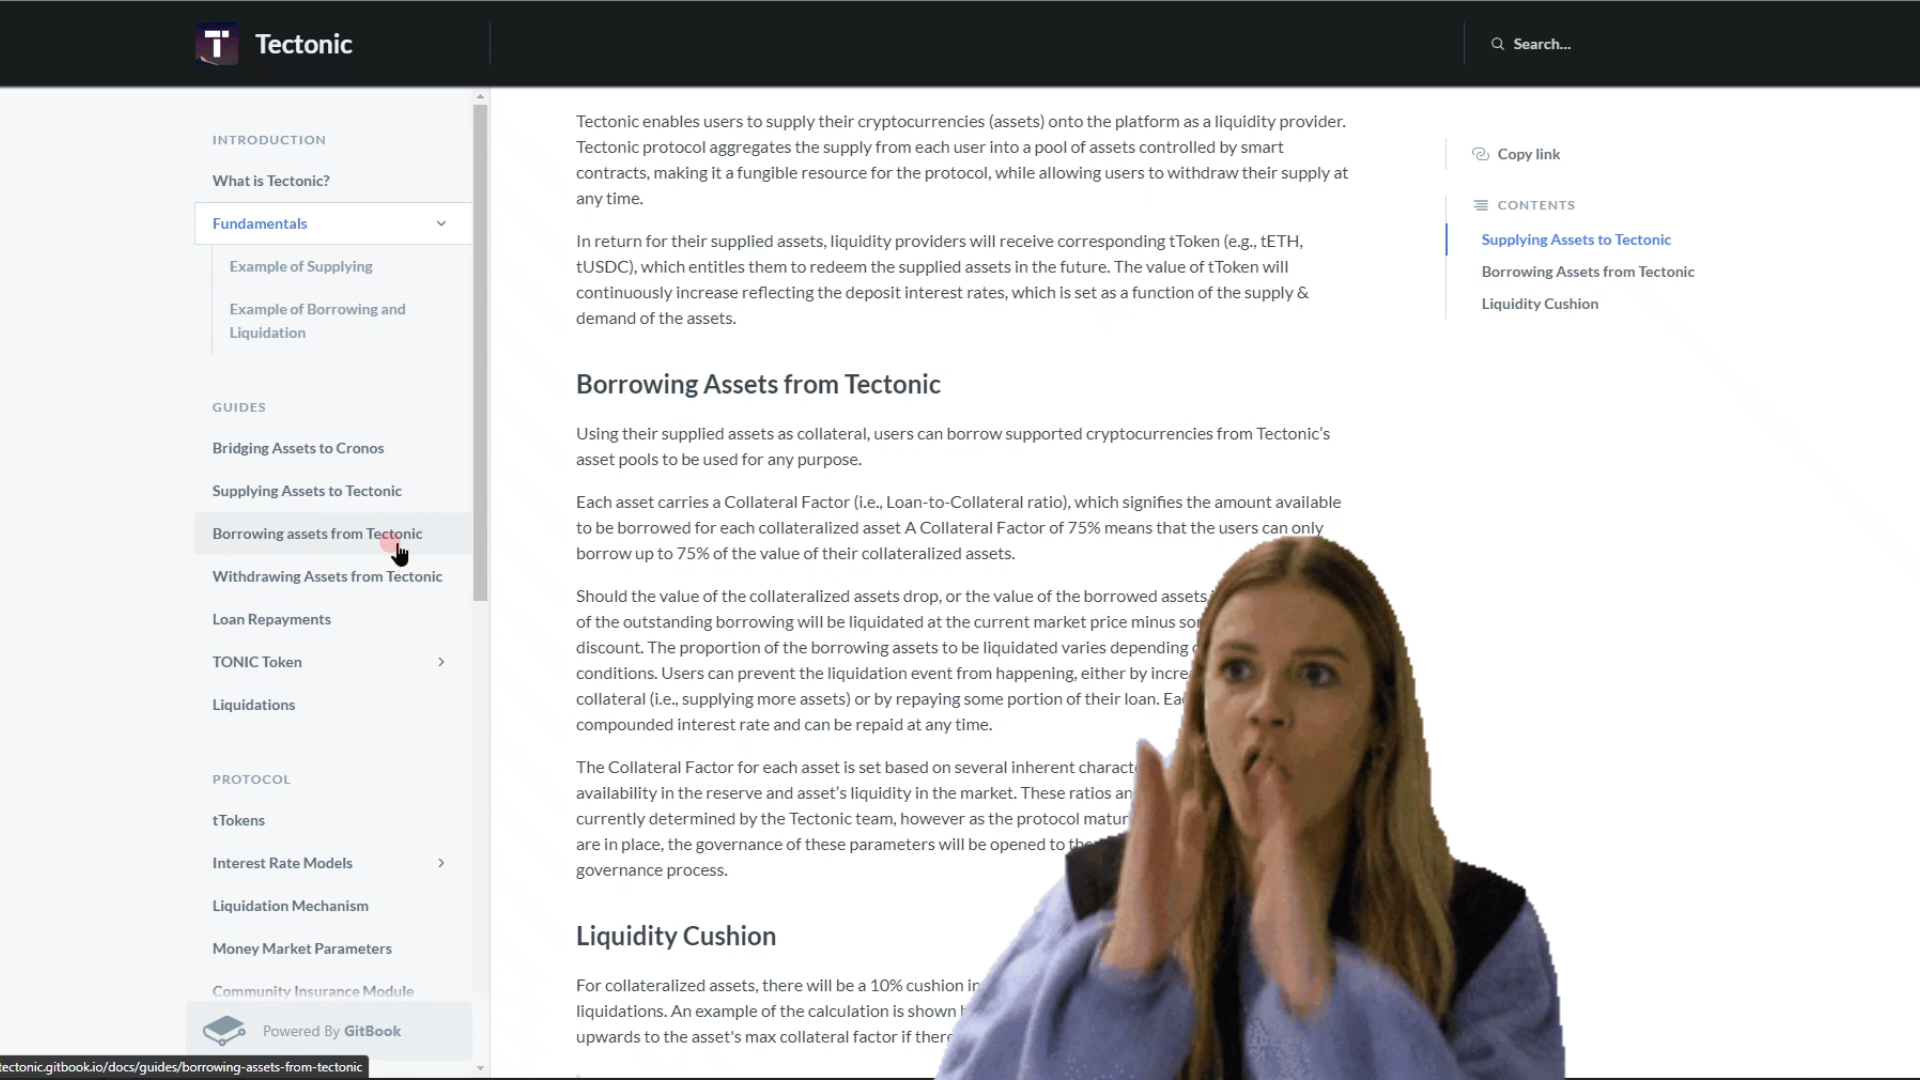 Tectonic
Search...
INTRODUCTION
What is Tectonic?
Fundamentals
Example of Supplying
Example of Borrowing and
Liquidation
GUIDES
Bridging Assets to Cronos
Supplying Assets to Tectonic
Borrowing assets from Tectonic
Withdrawing Assets from Tectonic
Loan Repayments
TONIC Token
Liquidations
PROTOCOL
tTokens
Interest Rate Models
Liquidation Mechanism
Money Market Parameters
Community Insurance Module
Powered By GitBook
tectonic.gitbook.io/docs/guides/borrowing-assets-from-tectonic
Tectonic enables users to supply their cryptocurrencies (assets) onto the platform as a liquidity provider.
Tectonic protocol aggregates the supply from each user into a pool of assets controlled by smart
contracts, making it a fungible resource for the protocol, while allowing users to withdraw their supply at
any time.
In return for their supplied assets, liquidity providers will receive corresponding tToken (e.g., tETH,
tUSDC), which entitles them to redeem the supplied assets in the future. The value of tToken will
continuously increase reflecting the deposit interest rates, which is set as a function of the supply &
demand of the assets.
Borrowing Assets from Tectonic
Using their supplied assets as collateral, users can borrow supported cryptocurrencies from Tectonic's
asset pools to be used for any purpose.
Each asset carries a Collateral Factor (i.e., Loan-to-Collateral ratio), which signifies the amount available
to be borrowed for each collateralized asset A Collateral Factor of 75% means that the users can only
borrow up to 75% of the value of their collateralized assets.
Should the value of the collateralized assets drop, or the value of the borrowed assets
of the outstanding borrowing will be liquidated at the current market price minus
discount. The proportion of the borrowing assets to be liquidated varies depending
conditions. Users can prevent the liquidation event from happening, either by
collateral (i.e., supplying more assets) or by repaying some portion of their loan.
compounded interest rate and can be repaid at any time.
The Collateral Factor for each asset is set based on several inherent
availability in the reserve and asset's liquidity in the market. These ratios
currently determined by the Tectonic team, however as the protocol
are in place, the governance of these parameters will be opened to
governance process.
Liquidity Cushion
For collateralized assets, there will be a 10% cushion in
liquidations. An example of the calculation is shown
upwards to the asset's max collateral factor if
Copy link
CONTENTS
Supplying Assets to Tectonic
Borrowing Assets from Tectonic
Liquidity Cushion